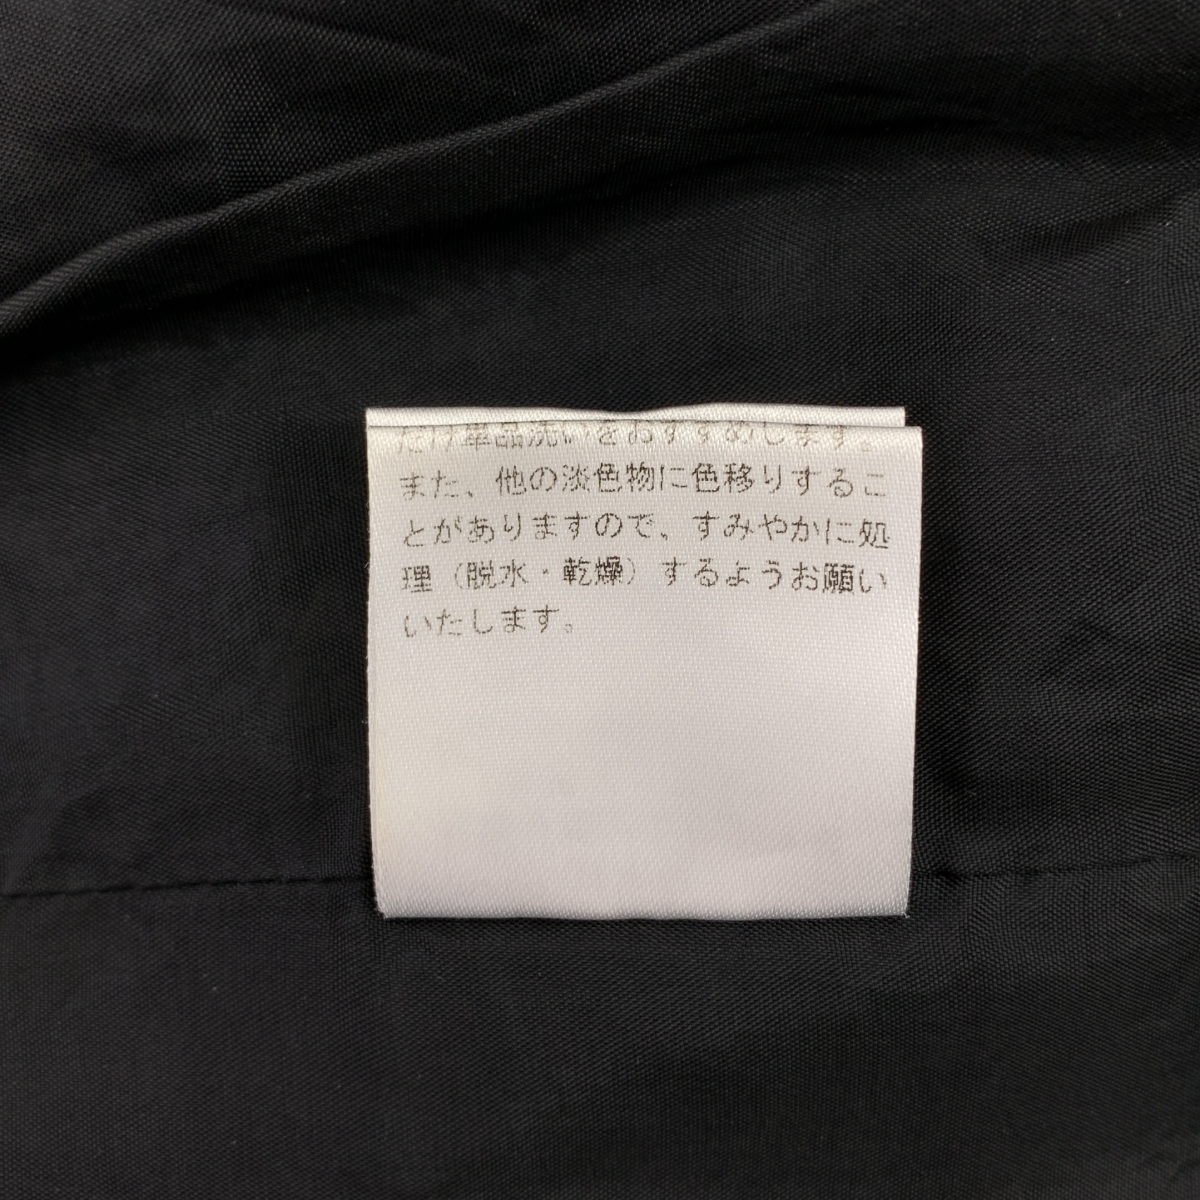 だけ単品洗いをおすすめします。
また、他の淡色物に色移りするこ
とがありますので、すみやかに処
理（脱水・乾燥）するようお願い
いたします。